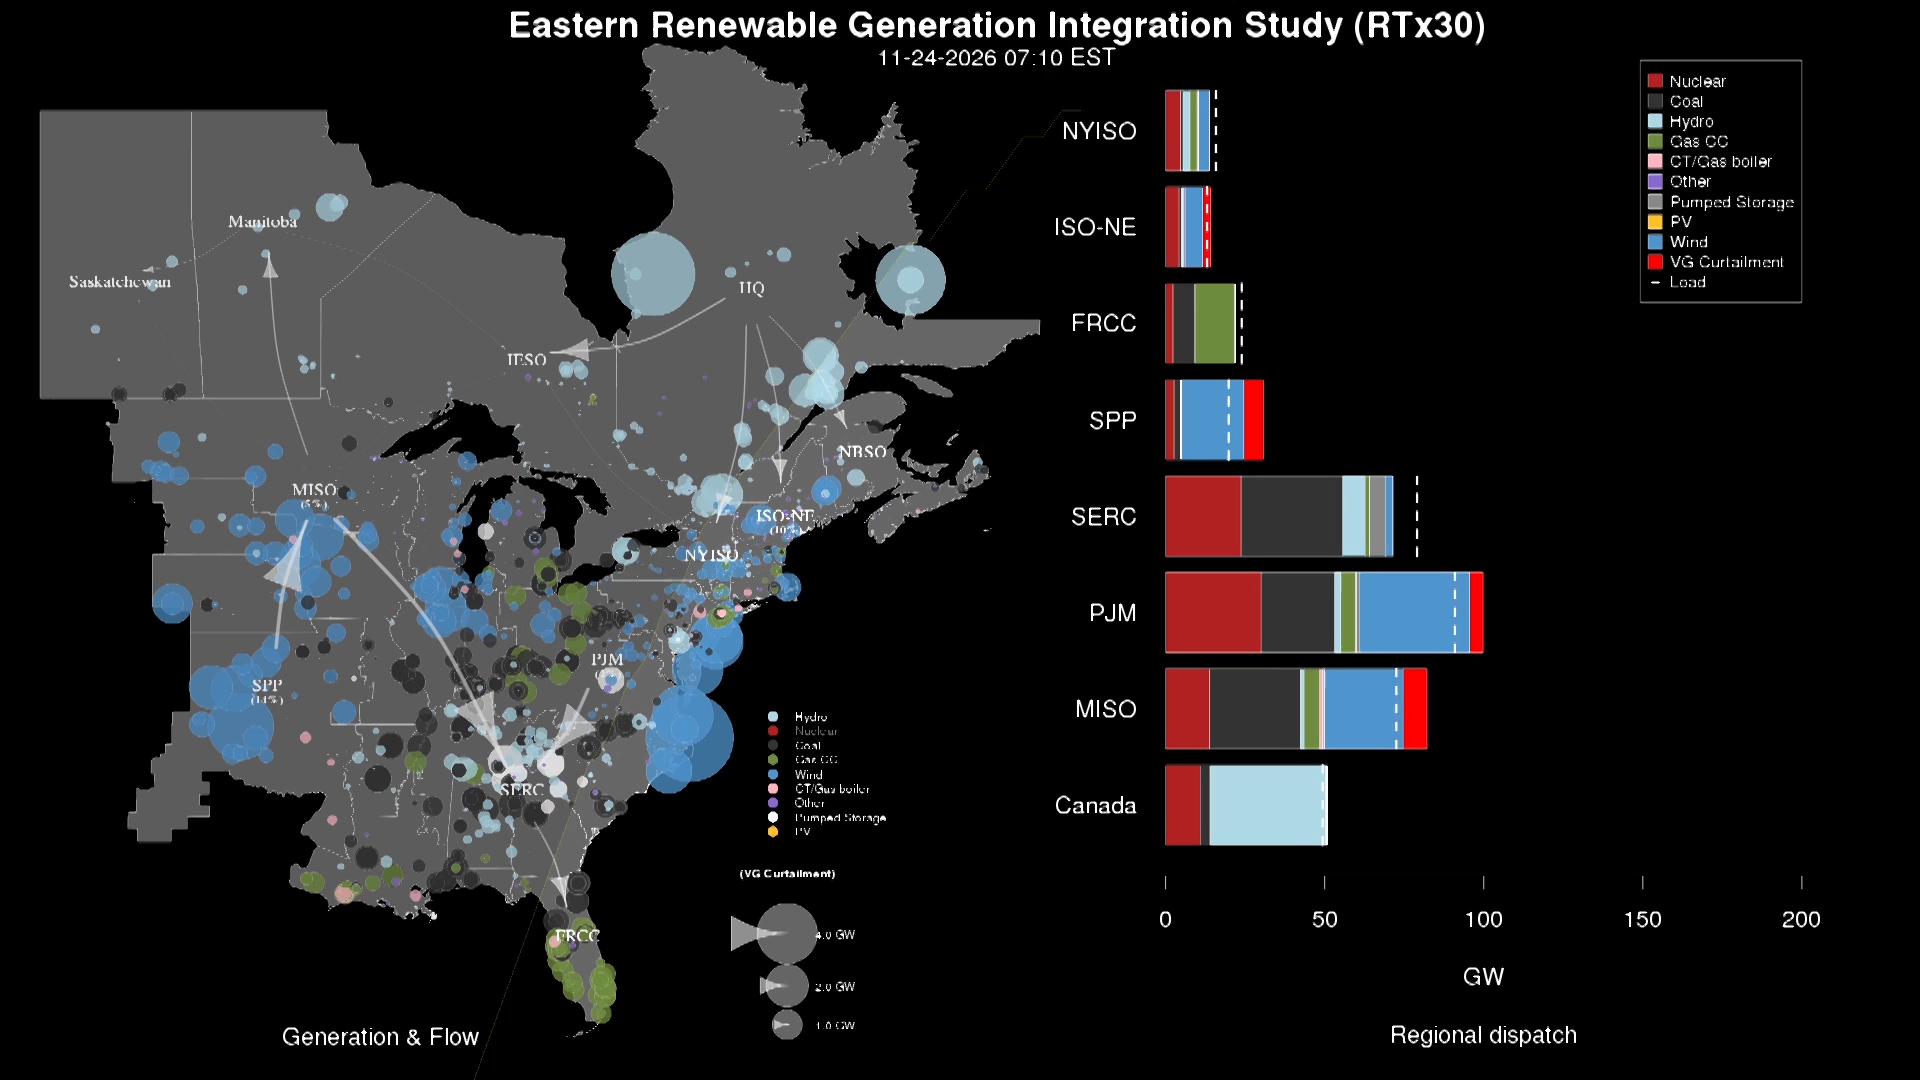 Eastern Renewable Generation Integration Study (RTx30)
11-24-2026 07:10 EST
Manitoba
Saskatchewan
HQ
IESO
NBSO
MISO
(5%)
ISO-NE
(10%)
NYISO
PJM
SPP
(14%)
SERC
FRCC
Hydro
Nuclear
Coal
Gas CC
Wind
CT/Gas boiler
Other
Pumped Storage
PV
(VG Curtailment)
4.0 GW
2.0 GW
1.0 GW
Generation & Flow
NYISO
ISO-NE
FRCC
SPP
SERC
PJM
MISO
Canada
0 50 100 150 200
GW
Regional dispatch
Nuclear
Coal
Hydro
Gas CC
CT/Gas boiler
Other
Pumped Storage
PV
Wind
VG Curtailment
Load